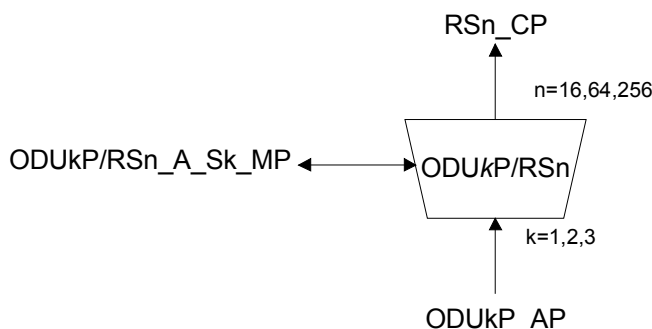 RSn_CP
n=16,64,256
ODUkP/RSn_A_Sk_MP
ODUkP/RSn
k=1,2,3
ODUkP_AP